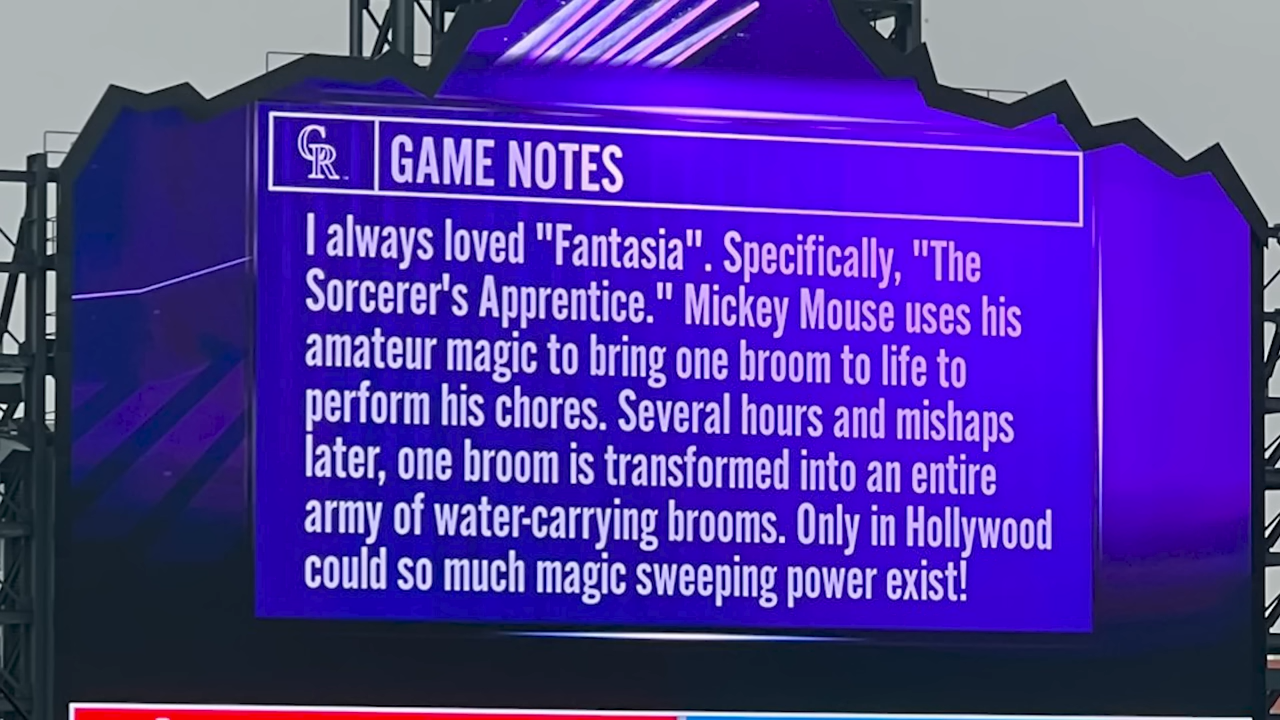 CR
GAME NOTES
I always loved "Fantasia". Specifically, "The
Sorcerer's Apprentice." Mickey Mouse uses his
amateur magic to bring one broom to life to
perform his chores. Several hours and mishaps
later, one broom is transformed into an entire
army of water-carrying brooms. Only in Hollywood
could so much magic sweeping power exist!